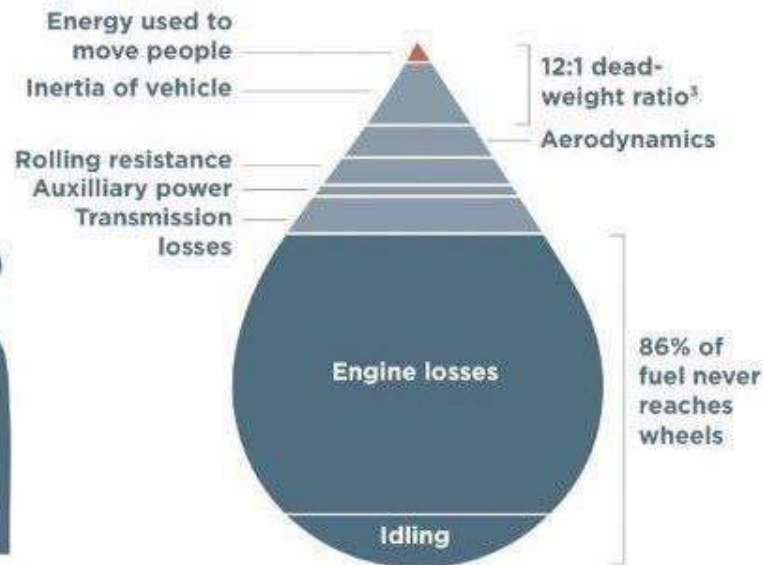 Energy used to
move people
Inertia of vehicle
12:1 dead-
weight ratio³
Aerodynamics
Rolling resistance
Auxilliary power
Transmission
losses
Engine losses
86% of
fuel never
reaches
wheels
Idling